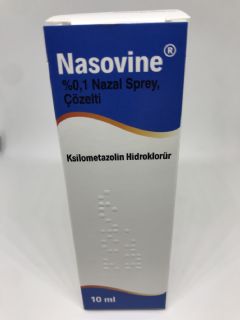 Nasovine®
%0,1 Nazal Sprey,
Çözelti
Ksilometazolin Hidroklorür
10 ml